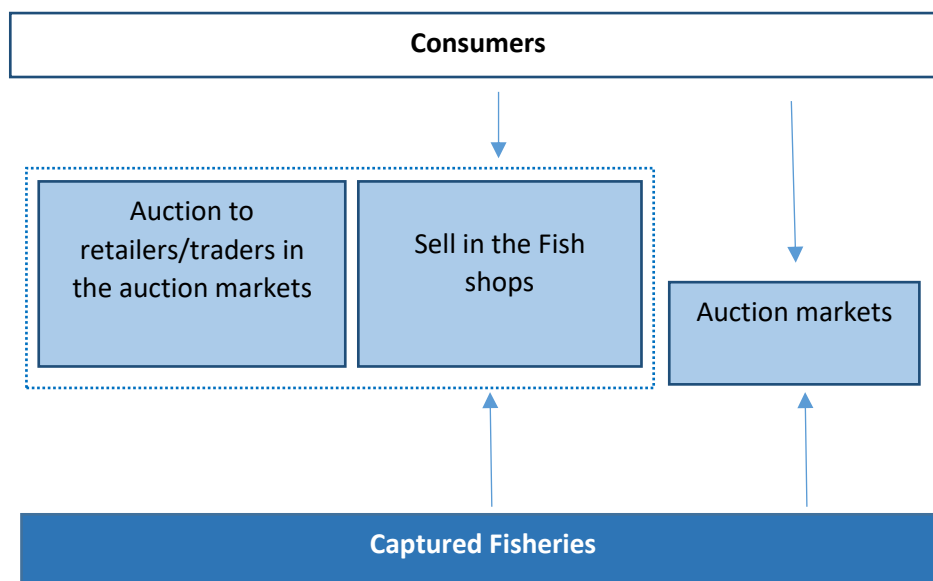 Consumers
Auction to
retailers/traders in
the auction markets
Sell in the Fish
shops
Auction markets
Captured Fisheries